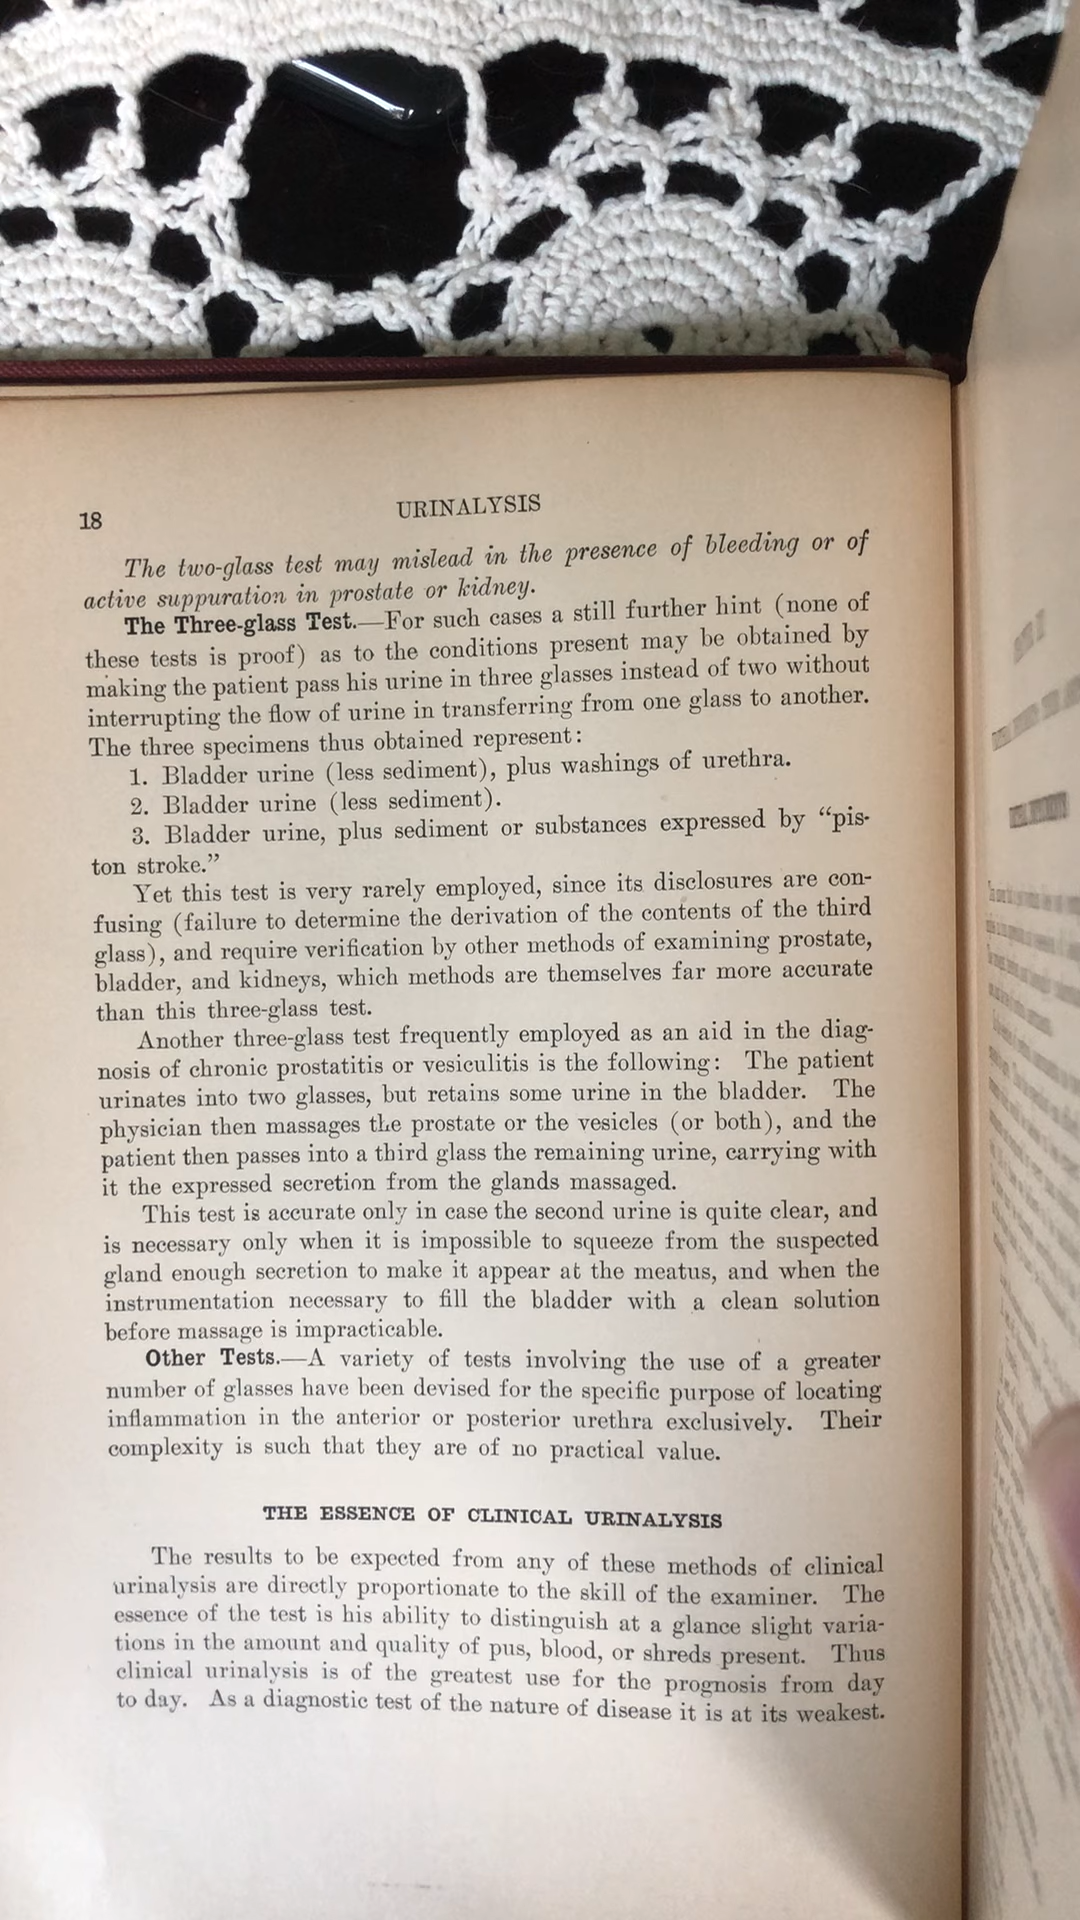 18
URINALYSIS
The two-glass test may mislead in the presence of bleeding or of
active suppuration in prostate or kidney.
The Three-glass Test.—For such cases a still further hint (none of
these tests is proof) as to the conditions present may be obtained by
making the patient pass his urine in three glasses instead of two without
interrupting the flow of urine in transferring from one glass to another.
The three specimens thus obtained represent:
1. Bladder urine (less sediment), plus washings of urethra.
2. Bladder urine (less sediment).
3. Bladder urine, plus sediment or substances expressed by “pis-
ton stroke.”
Yet this test is very rarely employed, since its disclosures are con-
fusing (failure to determine the derivation of the contents of the third
glass), and require verification by other methods of examining prostate,
bladder, and kidneys, which methods are themselves far more accurate
than this three-glass test.
Another three-glass test frequently employed as an aid in the diag-
nosis of chronic prostatitis or vesiculitis is the following: The patient
urinates into two glasses, but retains some urine in the bladder. The
physician then massages the prostate or the vesicles (or both), and the
patient then passes into a third glass the remaining urine, carrying with
it the expressed secretion from the glands massaged.
This test is accurate only in case the second urine is quite clear, and
is necessary only when it is impossible to squeeze from the suspected
gland enough secretion to make it appear at the meatus, and when the
instrumentation necessary to fill the bladder with a clean solution
before massage is impracticable.
Other Tests.—A variety of tests involving the use of a greater
number of glasses have been devised for the specific purpose of locating
inflammation in the anterior or posterior urethra exclusively. Their
complexity is such that they are of no practical value.
THE ESSENCE OF CLINICAL URINALYSIS
The results to be expected from any of these methods of clinical
urinalysis are directly proportionate to the skill of the examiner. The
essence of the test is his ability to distinguish at a glance slight varia-
tions in the amount and quality of pus, blood, or shreds present. Thus
clinical urinalysis is of the greatest use for the prognosis from day
to day. As a diagnostic test of the nature of disease it is at its weakest.